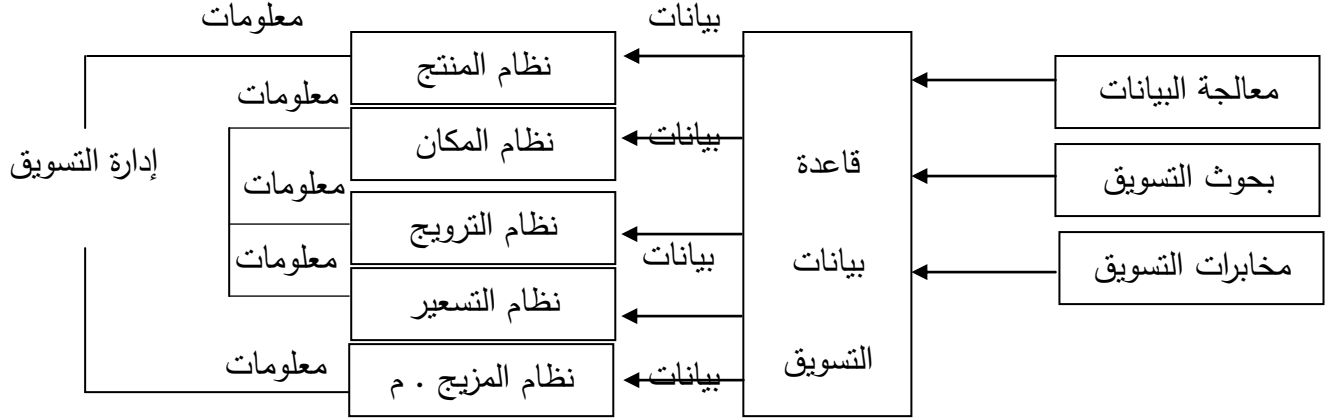 معلومات
بيانات
نظام المنتج
معالجة البيانات
معلومات
نظام المكان
بيانات
قاعدة
بيانات
التسويق
إدارة التسويق
بحوث التسويق
معلومات
نظام الترويج
بيانات
معلومات
مخابرات التسويق
نظام التسعير
معلومات
نظام المزيج . م
بيانات